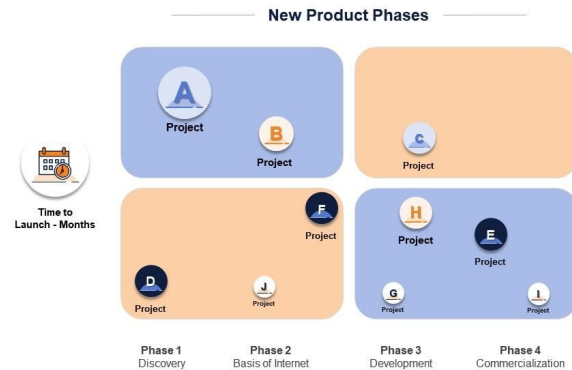 New Product Phases
A
Project
B
Project
C
Project
Time to
Launch - Months
F
Project
H
Project
E
Project
D
Project
J
Project
G
Project
I
Project
Phase 1
Discovery
Phase 2
Basis of Internet
Phase 3
Development
Phase 4
Commercialization